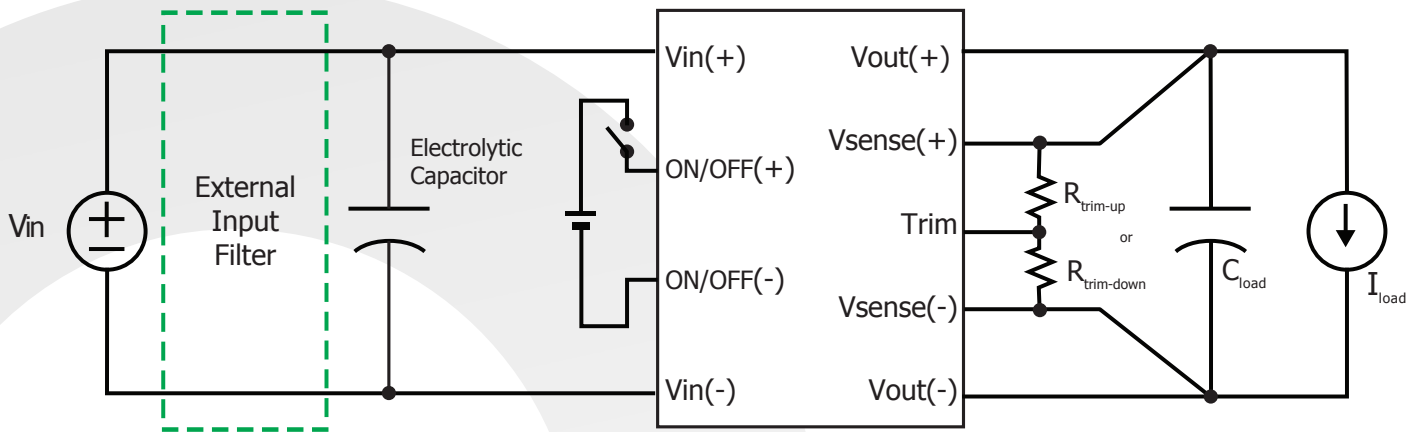 Vin
External
Input
Filter
Electrolytic
Capacitor
Vin(+)
ON/OFF(+)
ON/OFF(-)
Vin(-)
Vout(+)
Vsense(+)
Trim
Vsense(-)
Vout(-)
Rtrim-up
or
Rtrim-down
Cload
Iload